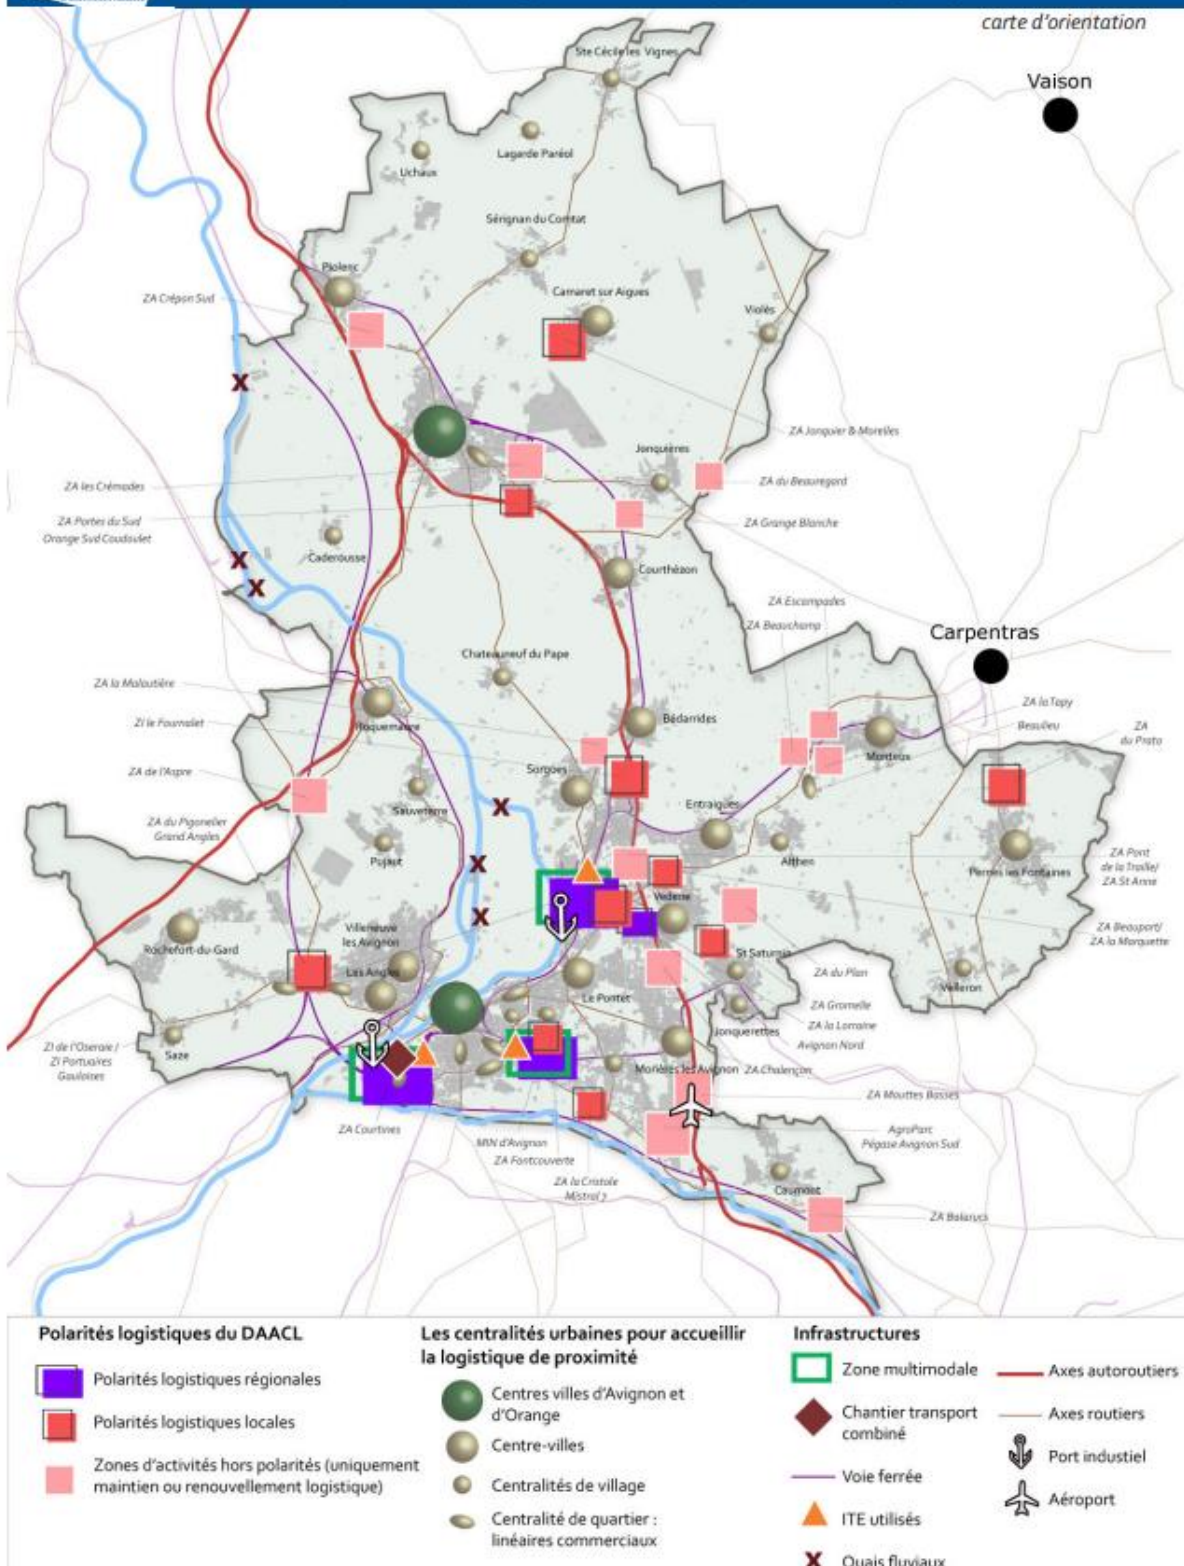 carte d'orientation
Ste Cécile les Vignes
Vaison
Lagarde Paréol
Uchaux
Sérignan du Comtat
Piolenc
ZA Crépon Sud
Camaret sur Aigues
Violès
ZA Jonquier & Morelles
Jonquières
ZA les Crémades
ZA du Beauregard
ZA Portes du Sud
Orange Sud Coudoulet
ZA Grange Blanche
Caderousse
Courthézon
ZA Escampades
ZA Beauchamp
Carpentras
Chateauneuf du Pape
ZA la Malautière
ZA la Tapy
Beaulieu
ZA
du Prato
ZI le Fournalet
Roquemaure
Bédarrides
Monteux
ZA de l'Aspre
Sorgues
Sauveterre
Entraigues
ZA du Pigonelier
Grand Angles
Pujaut
Althen
Pernes les Fontaines
ZA Pont
de la Traille/
ZA St Anne
Vedene
Villeneuve
les Avignon
Rochefort-du-Gard
ZA Beauport/
ZA la Marquette
St Saturnin
Les Angles
ZA du Plan
Velleron
Le Pontet
ZA Gromelle
Jonquerettes
ZA la Lorraine
Avignon Nord
ZI de l'Oseraie /
ZI Portuaires
Gauloises
Saze
Morières les Avignon
ZA Chalençon
ZA Mouttes Basses
ZA Courtines
MIN d'Avignon
ZA Fontcouverte
AgroParc
Pégase Avignon Sud
ZA la Cristole
Mistral 7
Caumont
ZA Balarucs
Polarités logistiques du DAACL
Polarités logistiques régionales
Polarités logistiques locales
Zones d'activités hors polarités (uniquement
maintien ou renouvellement logistique)
Les centralités urbaines pour accueillir
la logistique de proximité
Centres villes d'Avignon et
d'Orange
Centre-villes
Centralités de village
Centralité de quartier :
linéaires commerciaux
Infrastructures
Zone multimodale
Chantier transport
combiné
Voie ferrée
ITE utilisés
Quais fluviaux
Axes autoroutiers
Axes routiers
Port industiel
Aéroport